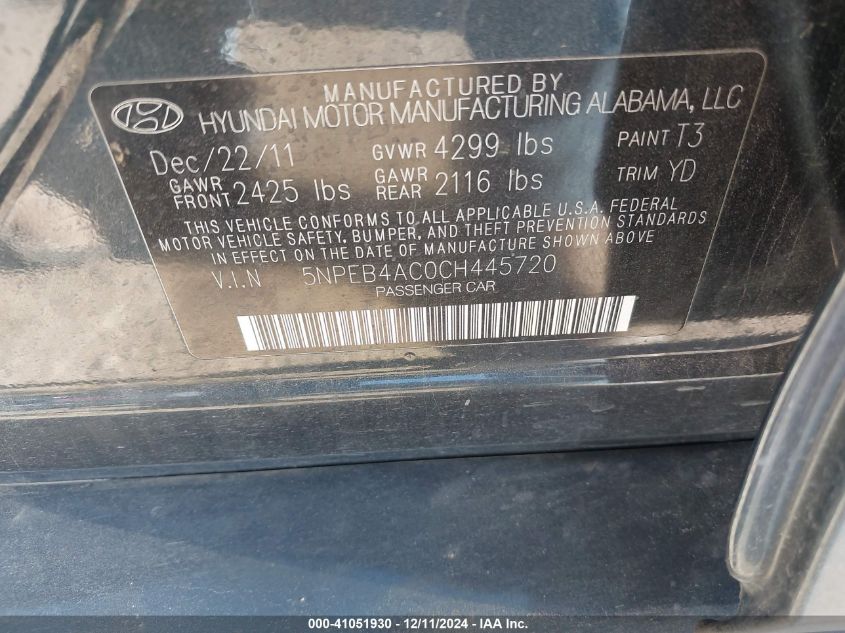 MANUFACTURED BY
HYUNDAI MOTOR MANUFACTURING ALABAMA, LLC
Dec/22/11 GVWR 4299 lbs PAINT T3
GAWR FRONT 2425 lbs GAWR REAR 2116 lbs TRIM YD
THIS VEHICLE CONFORMS TO ALL APPLICABLE U.S.A. FEDERAL
MOTOR VEHICLE SAFETY, BUMPER, AND THEFT PREVENTION STANDARDS
IN EFFECT ON THE DATE OF MANUFACTURE SHOWN ABOVE.
V.I.N 5NPEB4AC0CH445720
PASSENGER CAR
000-41051930 - 12/11/2024 - IAA Inc.